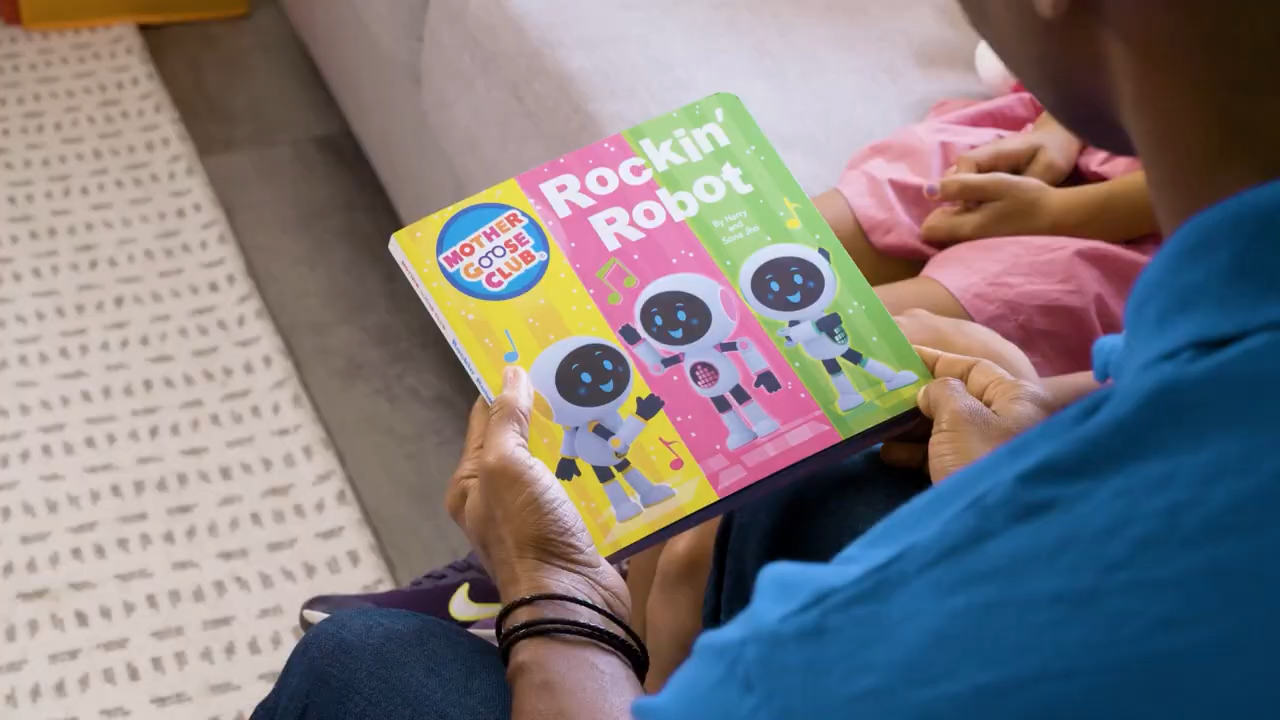 MOTHER
GOOSE
CLUB
Rockin'
Robot
By Harry
and
Sona Jho